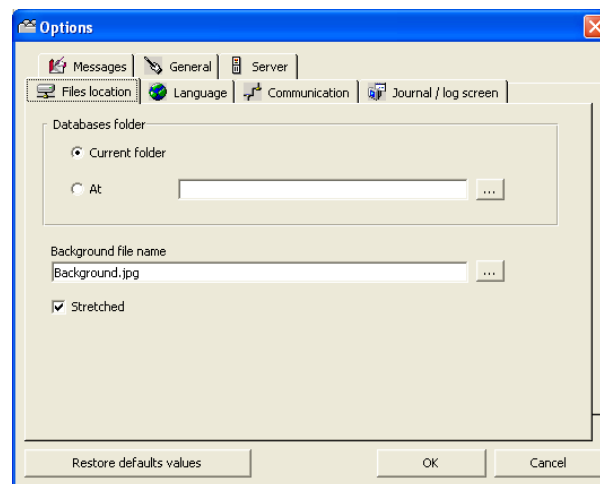 Options
Messages General Server
Files location Language Communication Journal / log screen
Databases folder
Current folder
At ...
Background file name
Background.jpg ...
Stretched
Restore defaults values OK Cancel